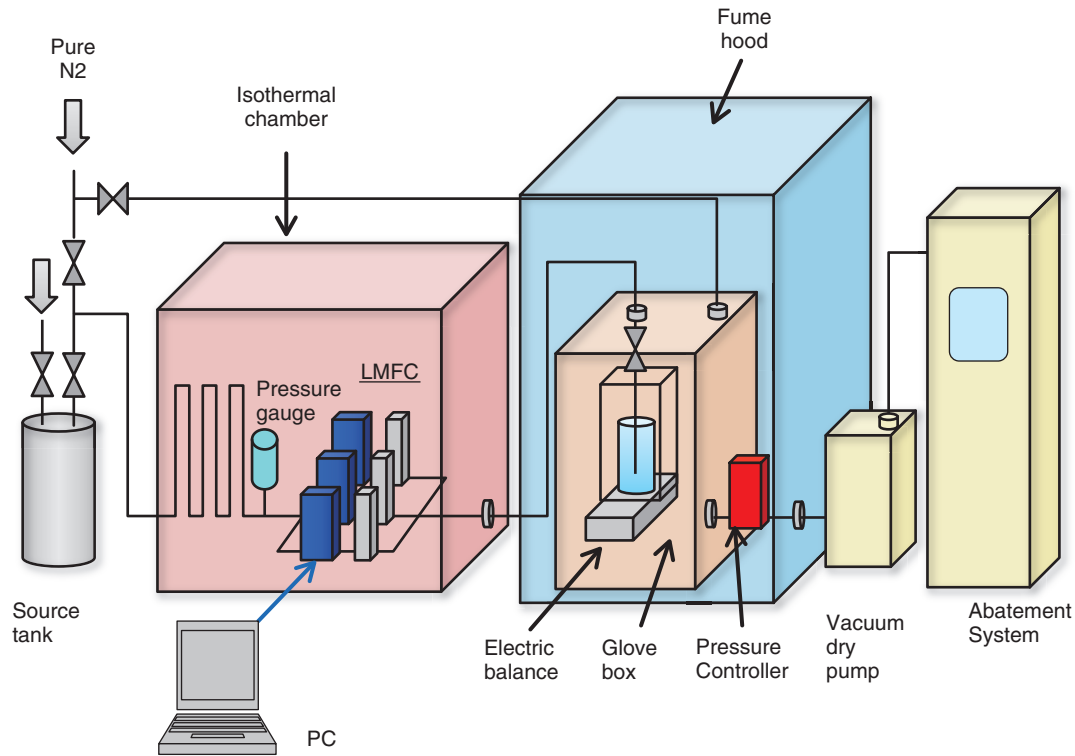 Pure
N2
Isothermal
chamber
Fume
hood
LMFC
Pressure
gauge
Source
tank
PC
Electric
balance
Glove
box
Pressure
Controller
Vacuum
dry
pump
Abatement
System